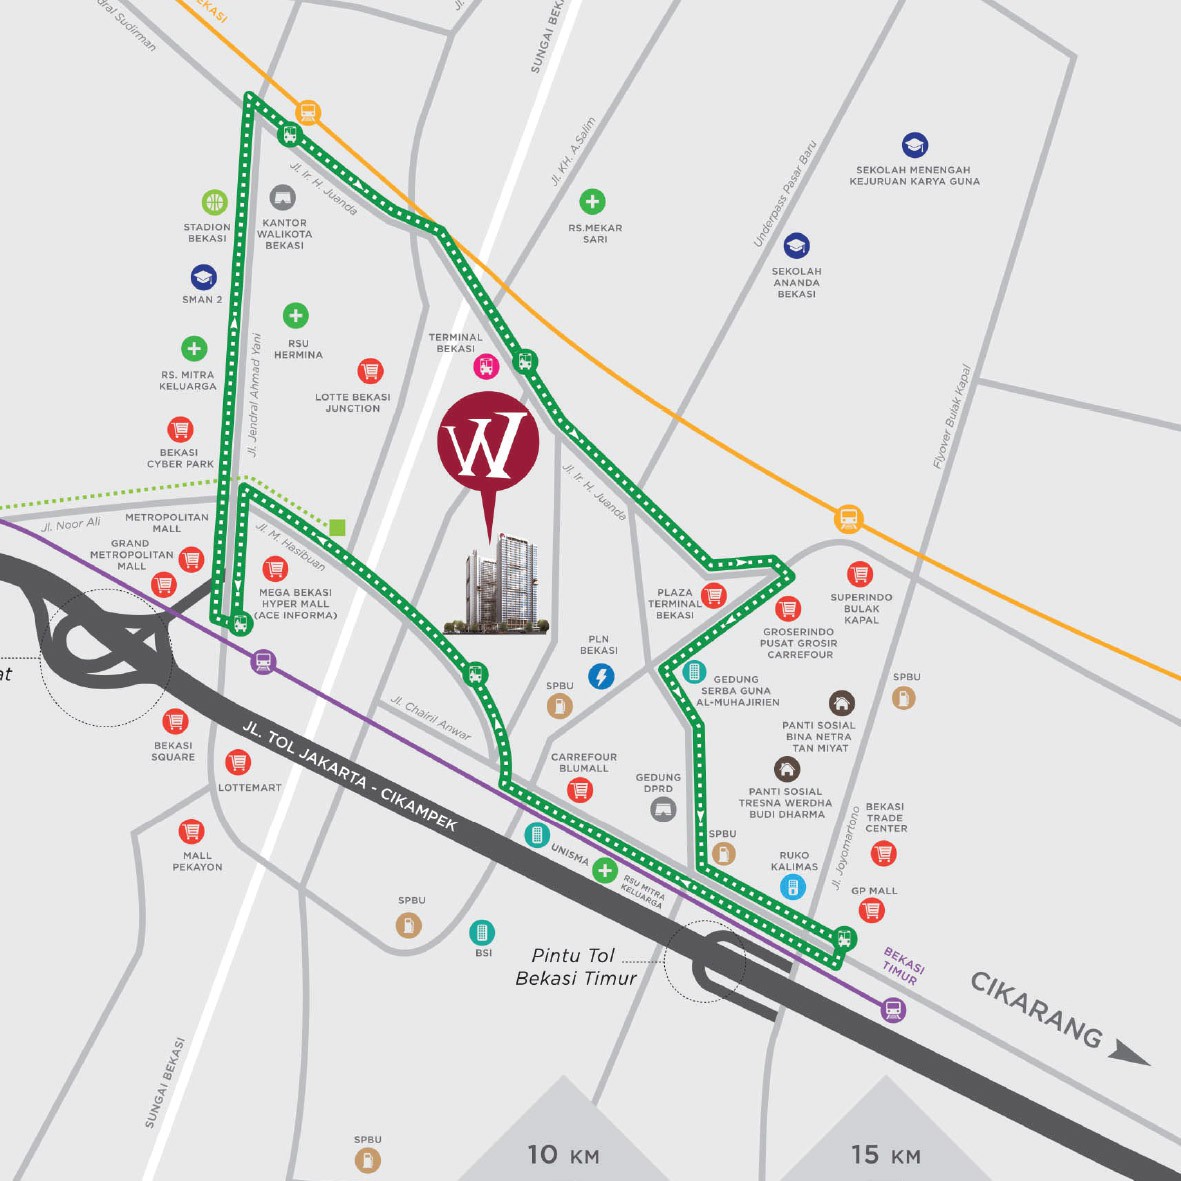 BEKASI
SUNGAI BEKASI
Jl. KH. A.Salim
Underpass Pasar Baru
SEKOLAH MENENGAH
KEJURUAN KARYA GUNA
Jl. Ir. H. Juanda
STADION
BEKASI
KANTOR
WALIKOTA
BEKASI
RS.MEKAR
SARI
SEKOLAH
ANANDA
BEKASI
SMAN 2
RSU
HERMINA
TERMINAL
BEKASI
RS. MITRA
KELUARGA
Jl. Jendral Ahmad Yani
LOTTE BEKASI
JUNCTION
Flyover Bulak Kapal
W
BEKASI
CYBER PARK
Jl. Ir. H. Juanda
Jl. Noor Ali
METROPOLITAN
MALL
GRAND
METROPOLITAN
MALL
Jl. M. Hasibuan
MEGA BEKASI
HYPER MALL
(ACE INFORMA)
PLAZA
TERMINAL
BEKASI
SUPERINDO
BULAK
KAPAL
GROSERINDO
PUSAT GROSIR
CARREFOUR
PLN
BEKASI
SPBU
GEDUNG
SERBA GUNA
AL-MUHAJIRIEN
SPBU
PANTI SOSIAL
BINA NETRA
TAN MIYAT
Jl. Chairil Anwar
BEKASI
SQUARE
JL. TOL JAKARTA - CIKAMPEK
LOTTEMART
CARREFOUR
BLUMALL
GEDUNG
DPRD
PANTI SOSIAL
TRESNA WERDHA
BUDI DHARMA
BEKASI
TRADE
CENTER
MALL
PEKAYON
UNISMA
RSU MITRA
KELUARGA
SPBU
RUKO
KALIMAS
Jl. Joyomartono
GP MALL
SPBU
BSI
Pintu Tol
Bekasi Timur
BEKASI
TIMUR
CIKARANG
SUNGAI BEKASI
SPBU
10 KM
15 KM